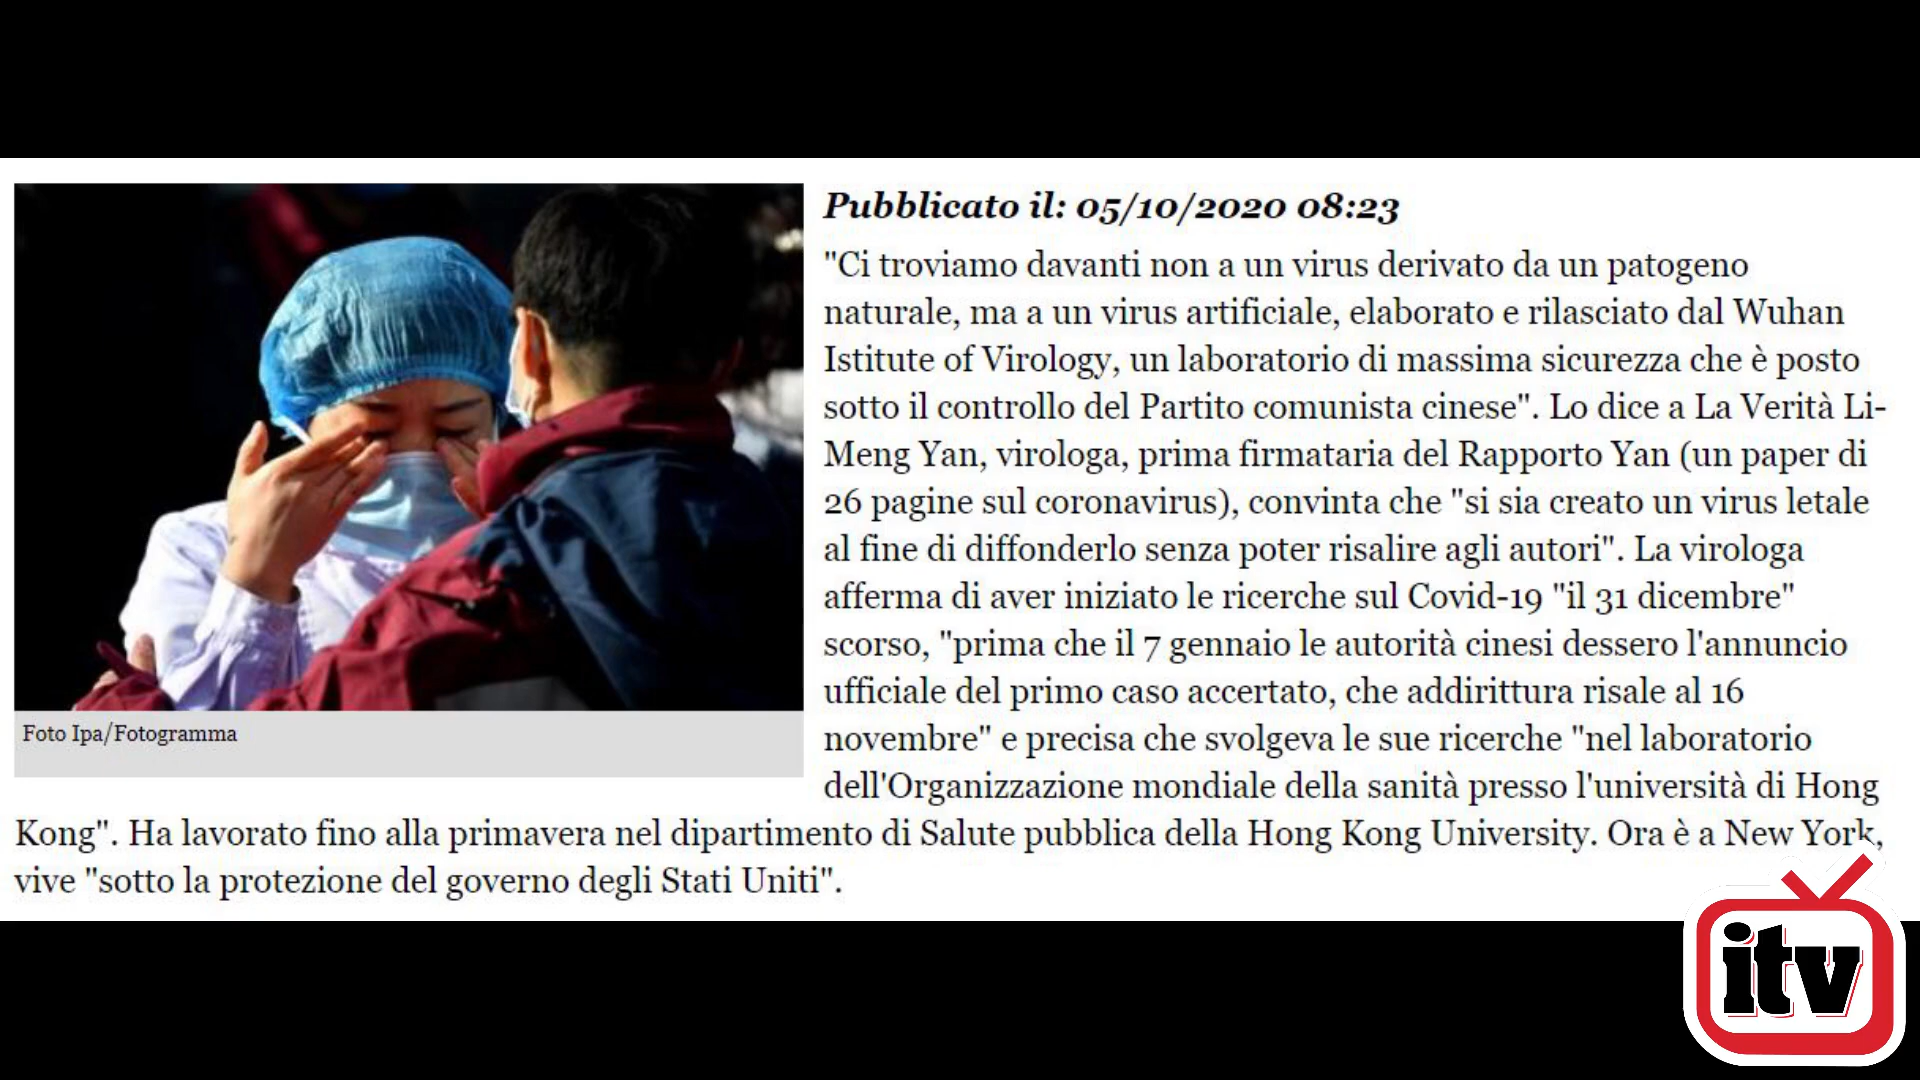 Pubblicato il: 05/10/2020 08:23
"Ci troviamo davanti non a un virus derivato da un patogeno
naturale, ma a un virus artificiale, elaborato e rilasciato dal Wuhan
Istitute of Virology, un laboratorio di massima sicurezza che è posto
sotto il controllo del Partito comunista cinese". Lo dice a La Verità Li-
Meng Yan, virologa, prima firmataria del Rapporto Yan (un paper di
26 pagine sul coronavirus), convinta che "si sia creato un virus letale
al fine di diffonderlo senza poter risalire agli autori". La virologa
afferma di aver iniziato le ricerche sul Covid-19 "il 31 dicembre"
scorso, "prima che il 7 gennaio le autorità cinesi dessero l'annuncio
ufficiale del primo caso accertato, che addirittura risale al 16
novembre" e precisa che svolgeva le sue ricerche "nel laboratorio
dell'Organizzazione mondiale della sanità presso l'università di Hong
Kong". Ha lavorato fino alla primavera nel dipartimento di Salute pubblica della Hong Kong University. Ora è a New York,
vive "sotto la protezione del governo degli Stati Uniti".
Foto Ipa/Fotogramma
itv